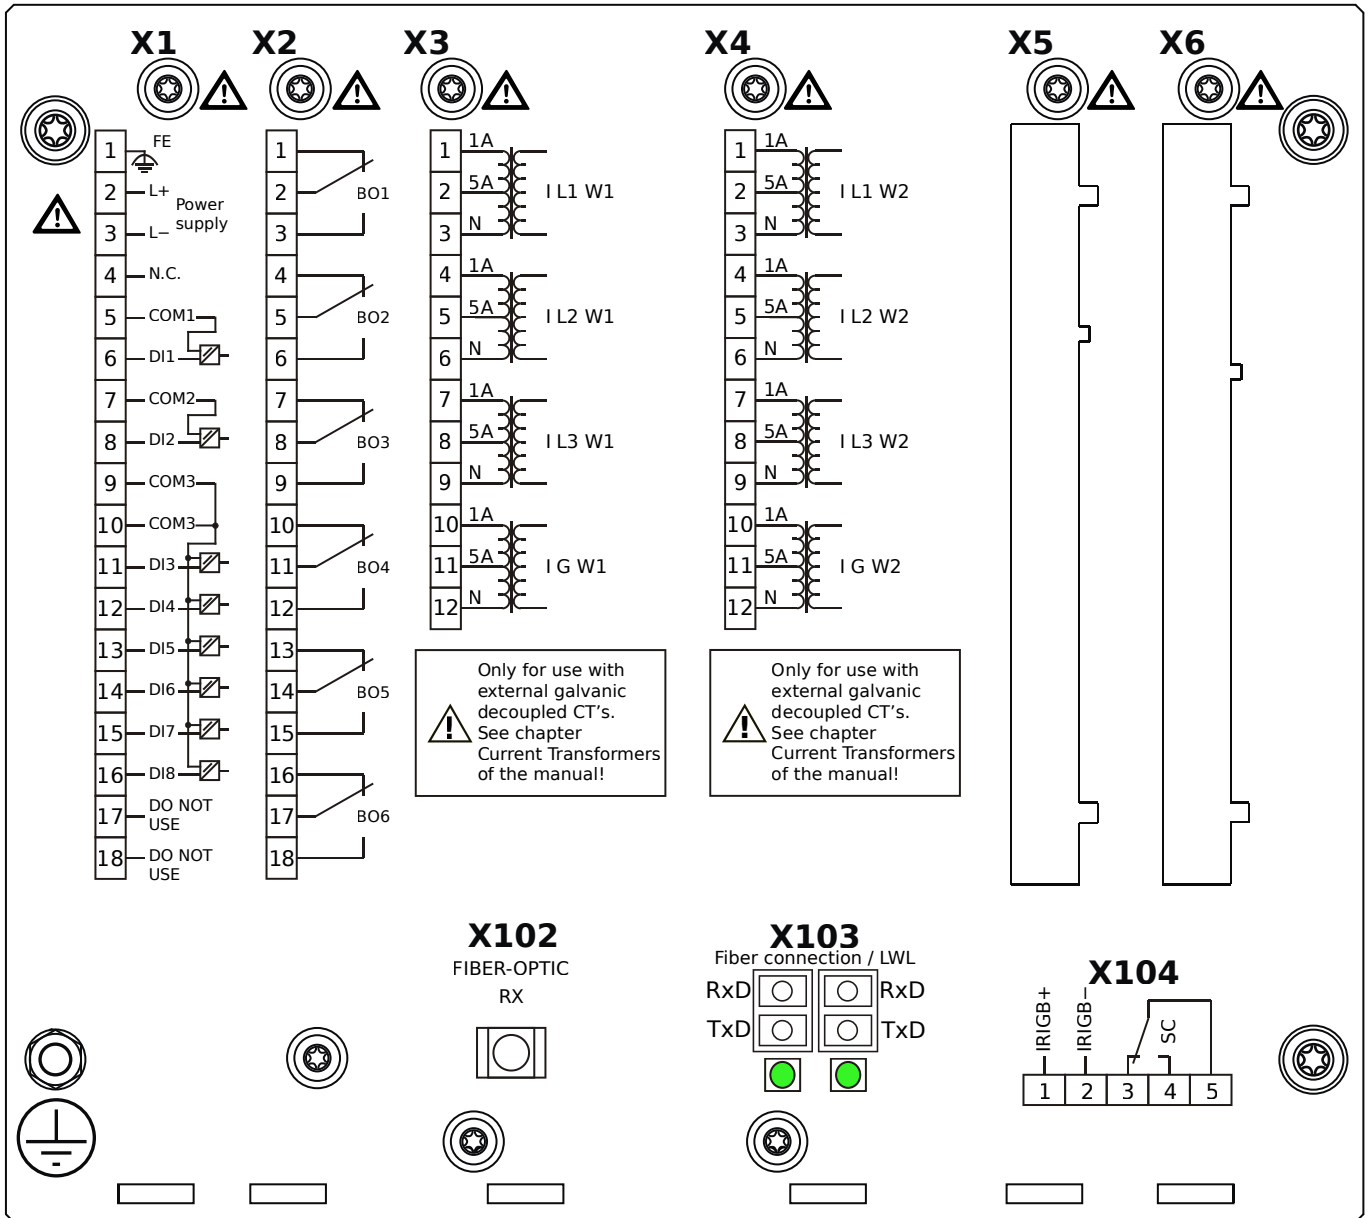 X1
X2
X3
X4
X5
X6
1 FE
2 L+
Power
supply
3 L−
4 N.C.
5 COM1
6 DI1
7 COM2
8 DI2
9 COM3
10 COM3
11 DI3
12 DI4
13 DI5
14 DI6
15 DI7
16 DI8
17 DO NOT
USE
18 DO NOT
USE
1
2 BO1
3
4
5 BO2
6
7
8 BO3
9
10
11 BO4
12
13
14 BO5
15
16
17 BO6
18
1 1A
2 5A I L1 W1
3 N
4 1A
5 5A I L2 W1
6 N
7 1A
8 5A I L3 W1
9 N
10 1A
11 5A I G W1
12 N
Only for use with
external galvanic
decoupled CT's.
See chapter
Current Transformers
of the manual!
1 1A
2 5A I L1 W2
3 N
4 1A
5 5A I L2 W2
6 N
7 1A
8 5A I L3 W2
9 N
10 1A
11 5A I G W2
12 N
Only for use with
external galvanic
decoupled CT's.
See chapter
Current Transformers
of the manual!
X102
FIBER-OPTIC
RX
X103
Fiber connection / LWL
RxD RxD
TxD TxD
X104
IRIGB+
IRIGB−
SC
1 2 3 4 5